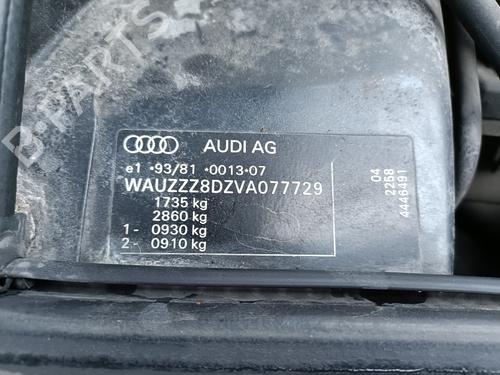 B-PARTS
AUDI AG
e1 *93/81 *0013*07
WAUZZZ8DZVA077729
1735 kg
2860 kg
1- 0930 kg
2- 0910 kg
04
2258
4446491